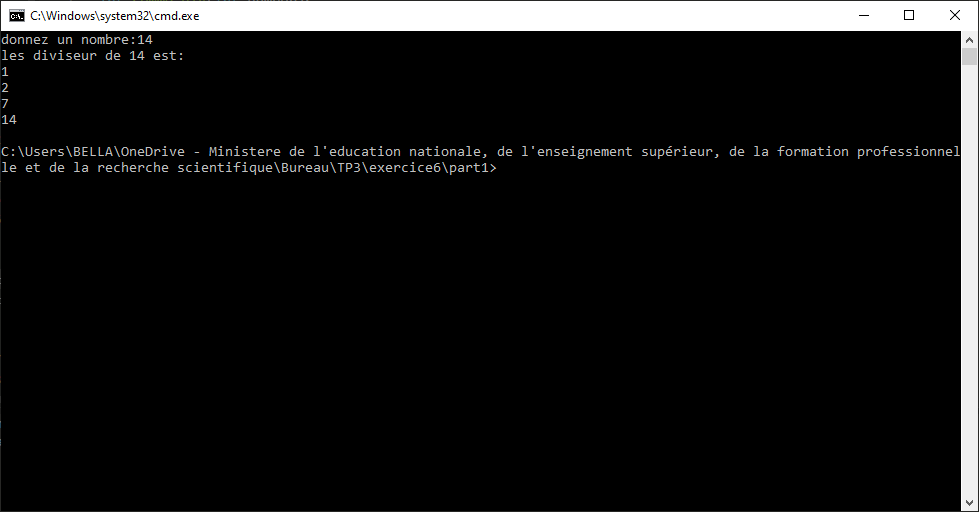 C:\Windows\system32\cmd.exe
donnez un nombre:14
les diviseur de 14 est:
1
2
7
14
C:\Users\BELLA\OneDrive - Ministere de l'education nationale, de l'enseignement supérieur, de la formation professionnel
le et de la recherche scientifique\Bureau\TP3\exercice6\part1>